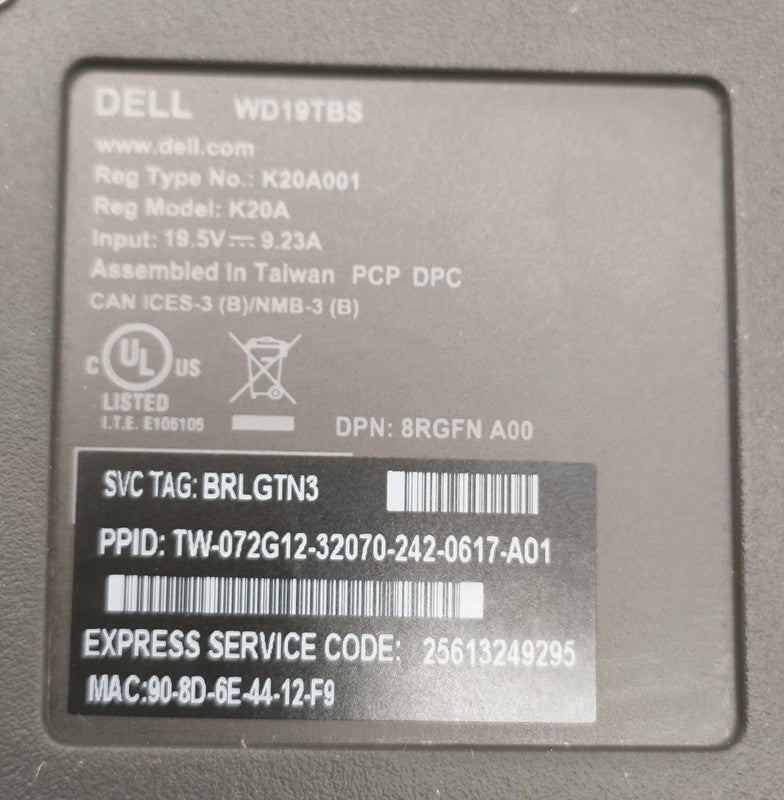 DELL WD19TBS
www.dell.com
Reg Type No.: K20A001
Reg Model: K20A
Input: 19.5V⎓ 9.23A
Assembled In Taiwan PCP DPC
CAN ICES-3 (B)/NMB-3 (B)
C UL US
LISTED
I.T.E. E105105
DPN: 8RGFN A00
SVC TAG: BRLGTN3
PPID: TW-072G12-32070-242-0617-A01
EXPRESS SERVICE CODE: 25613249295
MAC:90-8D-6E-44-12-F9